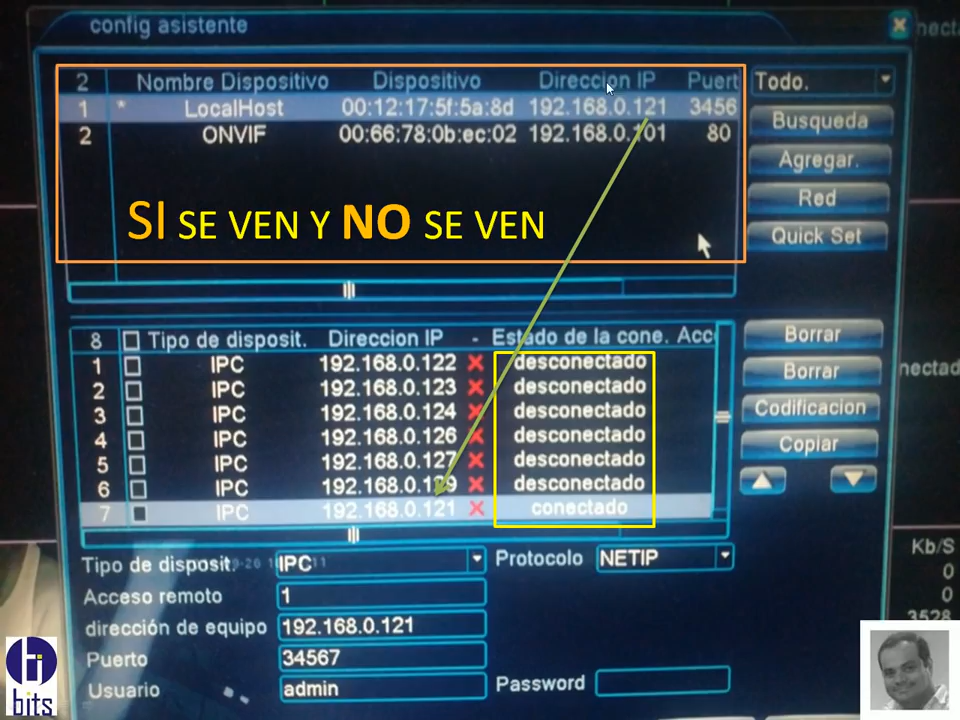 config asistente
2 Nombre Dispositivo Dispositivo Direccion IP Puert
1 * LocalHost 00:12:17:5f:5a:8d 192.168.0.121 3456
2 ONVIF 00:66:78:0b:ec:02 192.168.0.101 80
SI SE VEN Y NO SE VEN
Todo.
Busqueda
Agregar.
Red
Quick Set
8 Tipo de disposit. Direccion IP - Estado de la cone. Acc
1 IPC 192.168.0.122 desconectado
2 IPC 192.168.0.123 desconectado
3 IPC 192.168.0.124 desconectado
4 IPC 192.168.0.126 desconectado
5 IPC 192.168.0.127 desconectado
6 IPC 192.168.0.129 desconectado
7 IPC 192.168.0.121 conectado
Borrar
Borrar
Codificacion
Copiar
nectad
Tipo de disposit. IPC Protocolo NETIP
Acceso remoto 1
dirección de equipo 192.168.0.121
Puerto 34567
Usuario admin Password
Kb/S
0
0
3528
bits